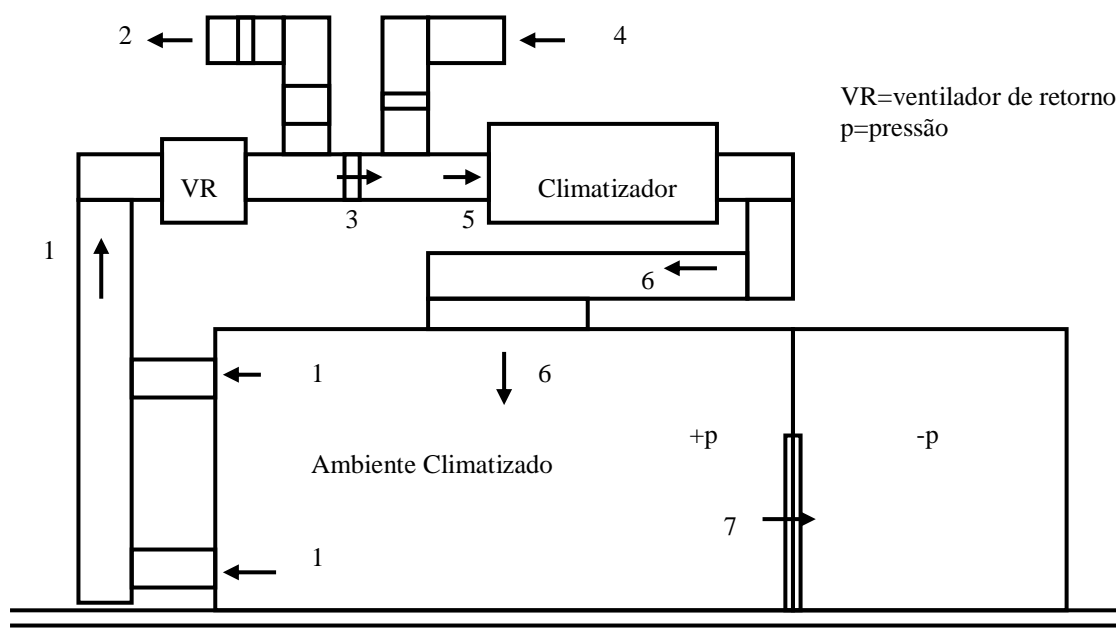 2
4
VR=ventilador de retorno
p=pressão
VR
Climatizador
3
5
1
6
1
6
+p
-p
Ambiente Climatizado
7
1